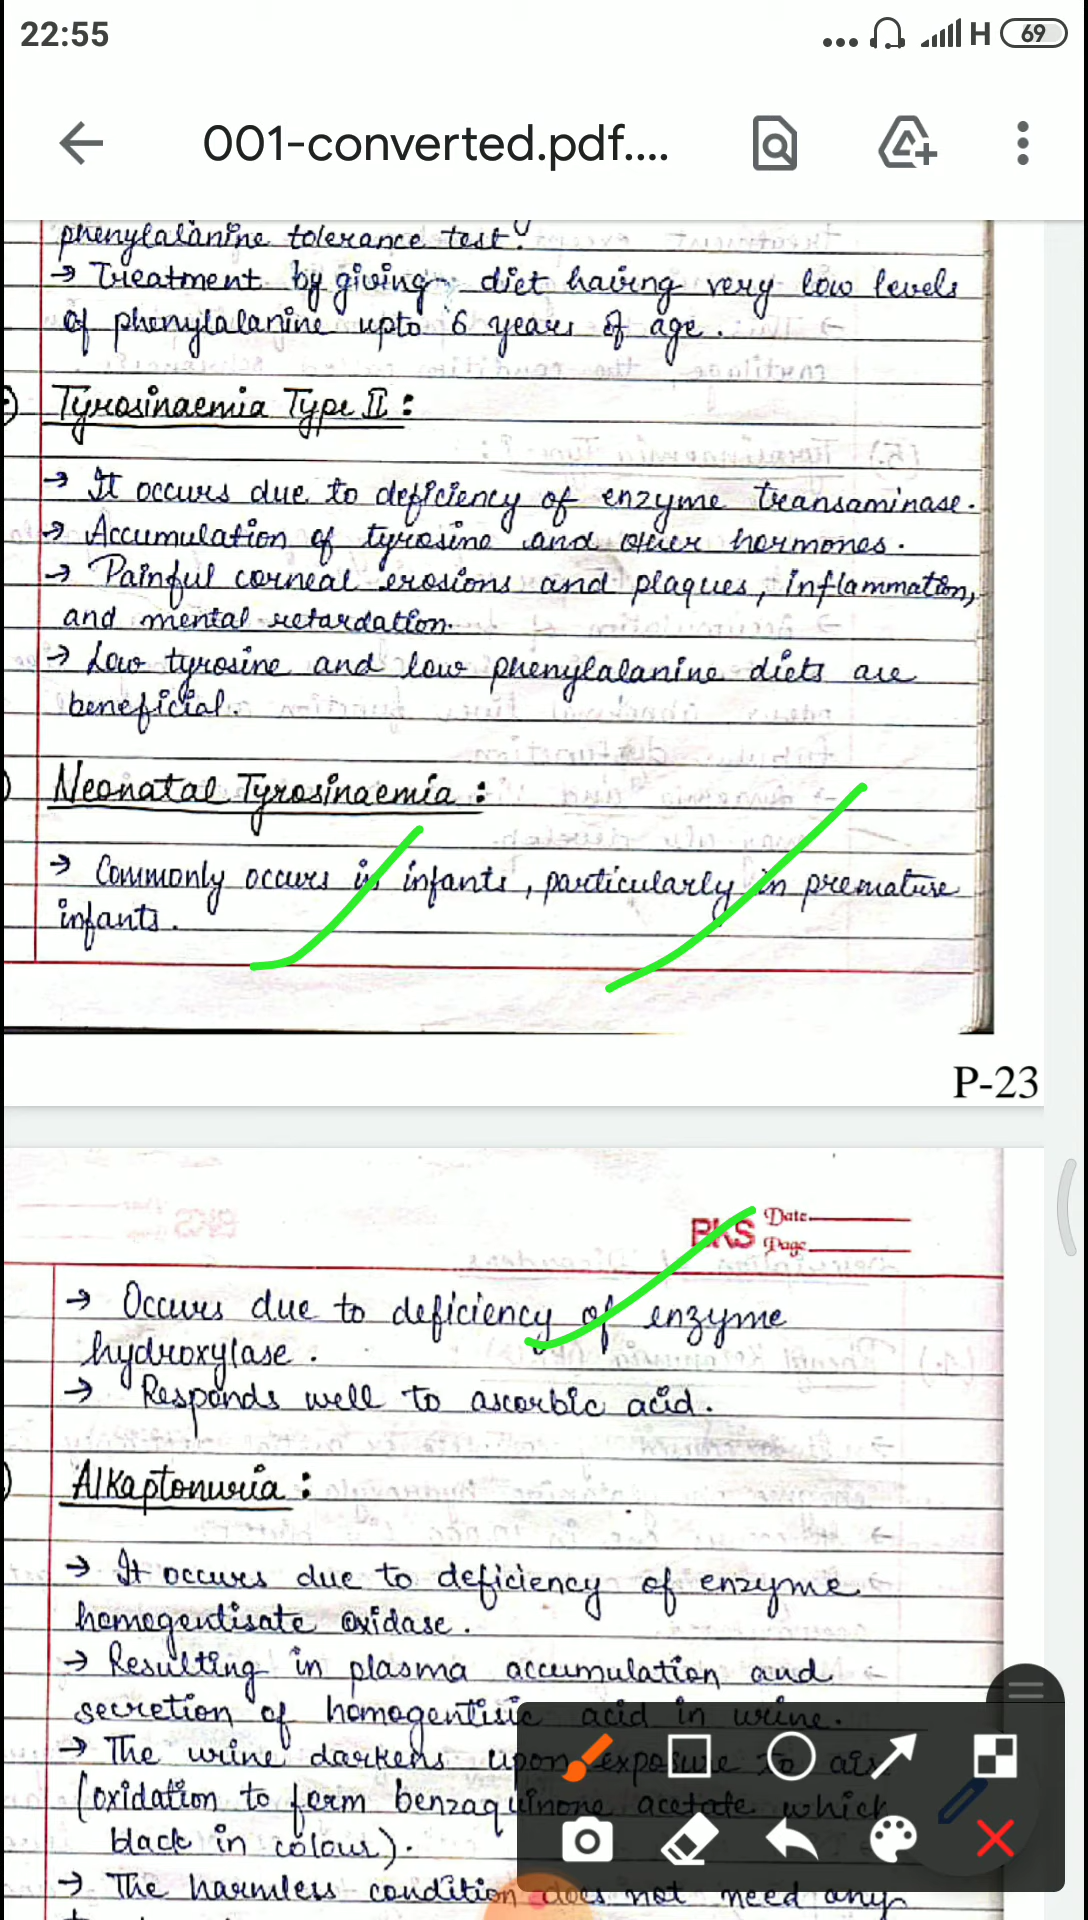 22:55
H 69
001-converted.pdf....
phenylalanine tolerance test.
→ Treatment by giving diet having very low levels
of phenylalanine upto 6 years of age.
Tyrosinaemia Type II :
→ It occurs due to deficiency of enzyme transaminase.
→ Accumulation of tyrosine and other hormones.
→ Painful corneal erosions and plaques, inflammation,
and mental retardation.
→ Low tyrosine and low phenylalanine diets are
beneficial.
Neonatal Tyrosinaemia :
→ Commonly occurs in infants, particularly in premature
infants.
P-23
BKS Date
Page
→ Occurs due to deficiency of enzyme
hydroxylase.
→ Responds well to ascorbic acid.
Alkaptonuria :
→ It occurs due to deficiency of enzyme
homogentisate oxidase.
→ Resulting in plasma accumulation and
secretion of homogentisic acid in urine.
→ The urine darkens upon exposure to air
(oxidation to form benzaquinone acetate which
black in colour).
→ The harmless condition does not need any